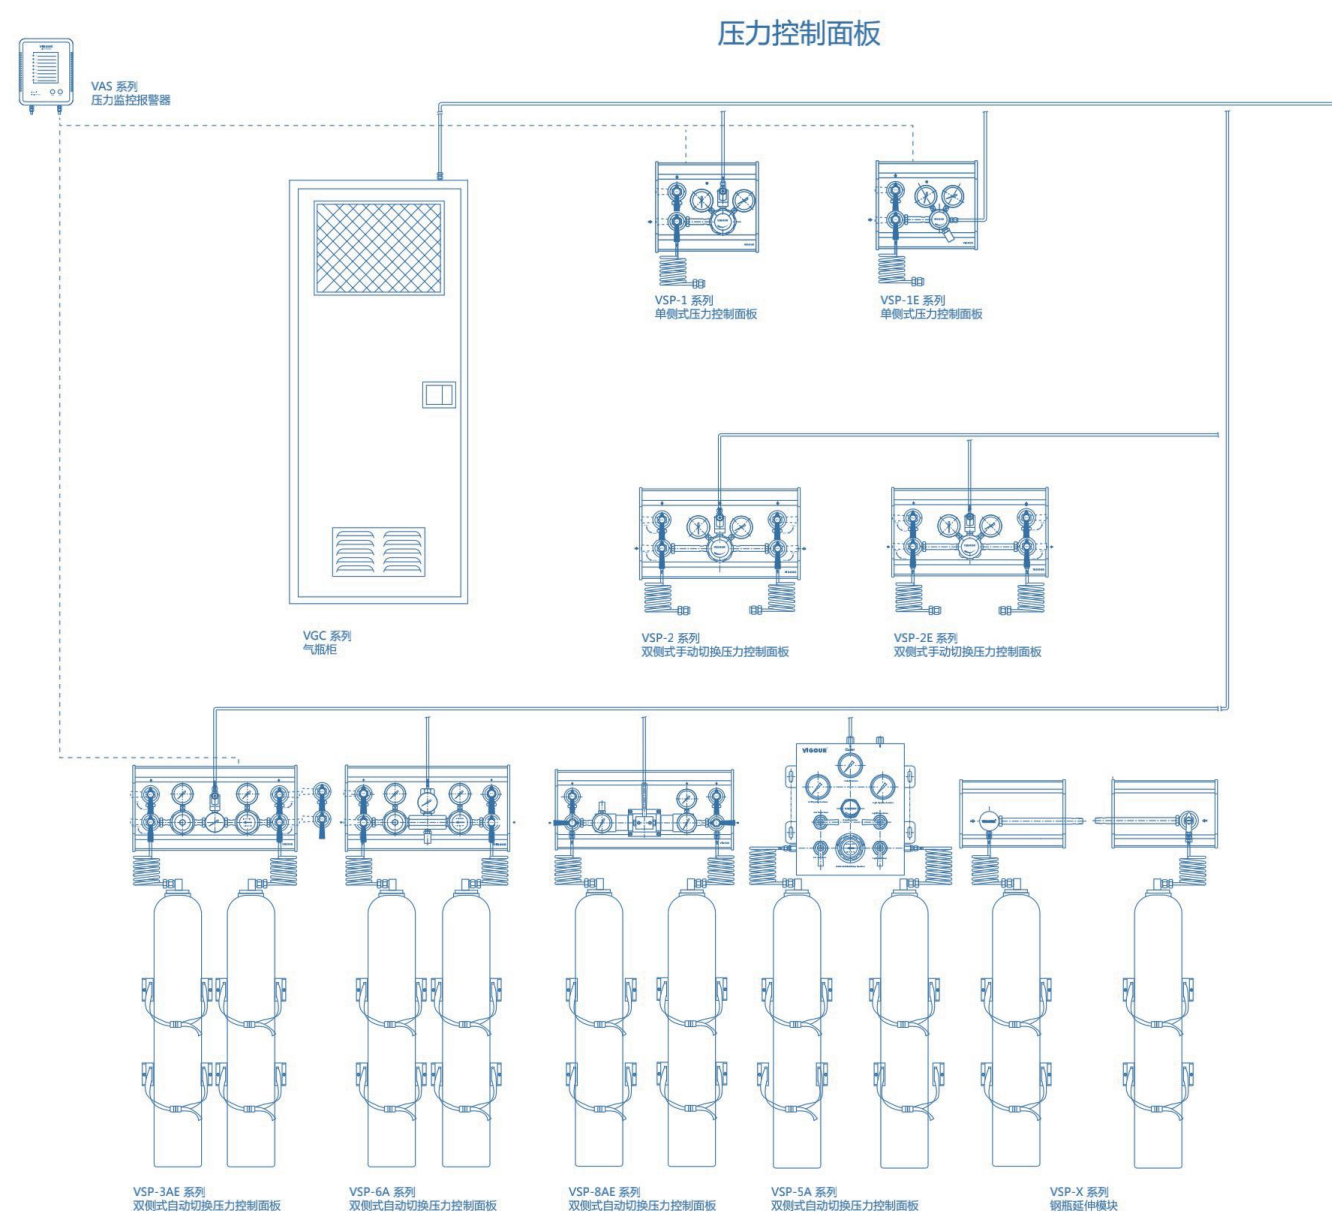 压力控制面板
VAS 系列
压力监控报警器
VSP-1 系列
单侧式压力控制面板
VSP-1E 系列
单侧式压力控制面板
VGC 系列
气瓶柜
VSP-2 系列
双侧式手动切换压力控制面板
VSP-2E 系列
双侧式手动切换压力控制面板
VIGOUR
VSP-3AE 系列
双侧式自动切换压力控制面板
VSP-6A 系列
双侧式自动切换压力控制面板
VSP-8AE 系列
双侧式自动切换压力控制面板
VSP-5A 系列
双侧式自动切换压力控制面板
VSP-X 系列
钢瓶延伸模块